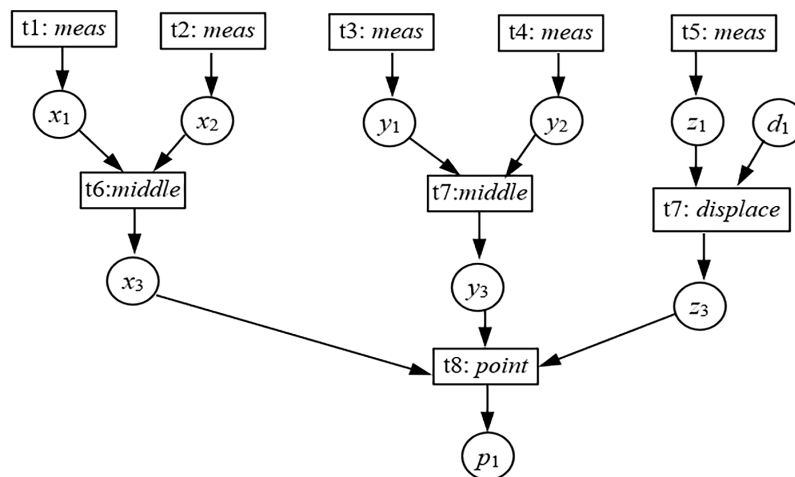 t1: meas
t2: meas
t3: meas
t4: meas
t5: meas
x₁
x₂
y₁
y₂
z₁
d₁
t6:middle
t7:middle
t7: displace
x₃
y₃
z₃
t8: point
p₁